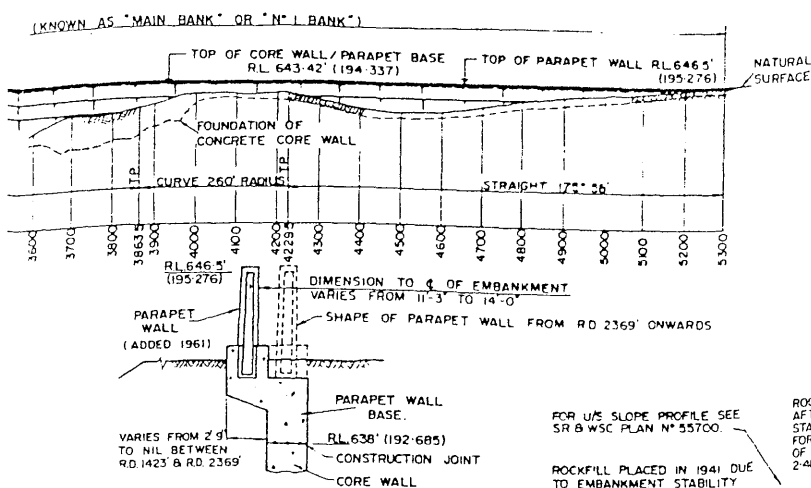 (KNOWN AS "MAIN BANK" OR "Nº 1 BANK")
TOP OF CORE WALL/PARAPET BASE
R.L. 643·42' (194·337)
TOP OF PARAPET WALL R.L. 646·5'
(195·276)
NATURAL
SURFACE
FOUNDATION OF
CONCRETE CORE WALL
T.P.
T.P.
CURVE 260' RADIUS
STRAIGHT
3600
3700
3800
3863.5
3900
4000
4100
4200
4229.5
4300
4400
4500
4600
4700
4800
4900
5000
5100
5200
5300
R.L. 646·5'
(195·276)
DIMENSION TO ₵ OF EMBANKMENT
VARIES FROM 11'-3" TO 14'-0"
PARAPET
WALL
(ADDED 1961)
SHAPE OF PARAPET WALL FROM R.D. 2369' ONWARDS
PARAPET WALL
BASE.
VARIES FROM 2'9"
TO NIL BETWEEN
R.D. 1423' & R.D. 2369'
R.L. 638' (192·685)
CONSTRUCTION JOINT
CORE WALL
FOR U/S SLOPE PROFILE SEE
SR & WSC PLAN Nº 55700.
ROCKFILL PLACED IN 1941 DUE
TO EMBANKMENT STABILITY
ROC
AFT
STA
FOR
OF